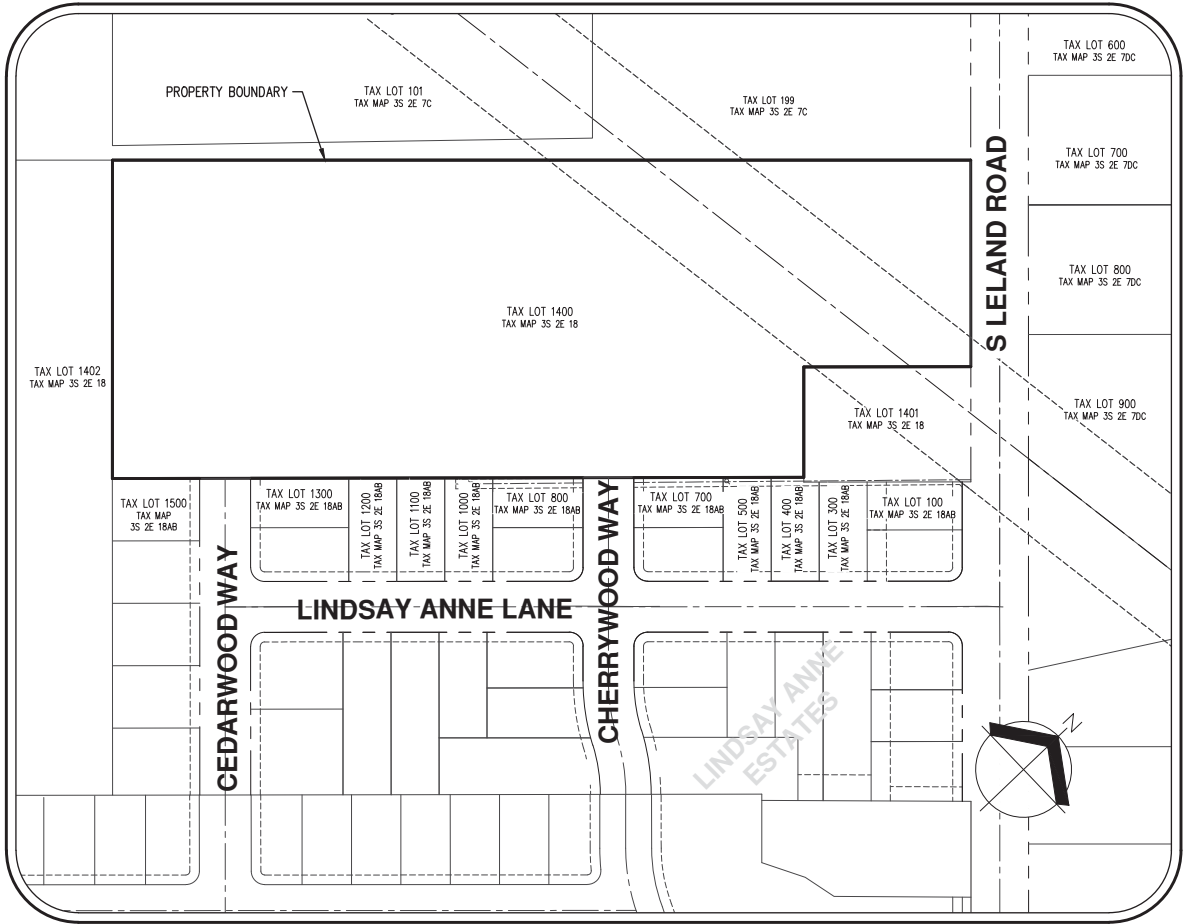 TAX LOT 600
TAX MAP 3S 2E 7DC
PROPERTY BOUNDARY
TAX LOT 101
TAX MAP 3S 2E 7C
TAX LOT 199
TAX MAP 3S 2E 7C
TAX LOT 700
TAX MAP 3S 2E 7DC
S LELAND ROAD
TAX LOT 800
TAX MAP 3S 2E 7DC
TAX LOT 1400
TAX MAP 3S 2E 18
TAX LOT 1402
TAX MAP 3S 2E 18
TAX LOT 1401
TAX MAP 3S 2E 18
TAX LOT 900
TAX MAP 3S 2E 7DC
TAX LOT 1500
TAX MAP
3S 2E 18AB
TAX LOT 1300
TAX MAP 3S 2E 18AB
TAX LOT 1200
TAX MAP 3S 2E 18AB
TAX LOT 1100
TAX MAP 3S 2E 18AB
TAX LOT 1000
TAX MAP 3S 2E 18AB
TAX LOT 800
TAX MAP 3S 2E 18AB
TAX LOT 700
TAX MAP 3S 2E 18AB
TAX LOT 500
TAX MAP 3S 2E 18AB
TAX LOT 400
TAX MAP 3S 2E 18AB
TAX LOT 300
TAX MAP 3S 2E 18AB
TAX LOT 100
TAX MAP 3S 2E 18AB
CEDARWOOD WAY
LINDSAY ANNE LANE
CHERRYWOOD WAY
LINDSAY ANNE
ESTATES
N